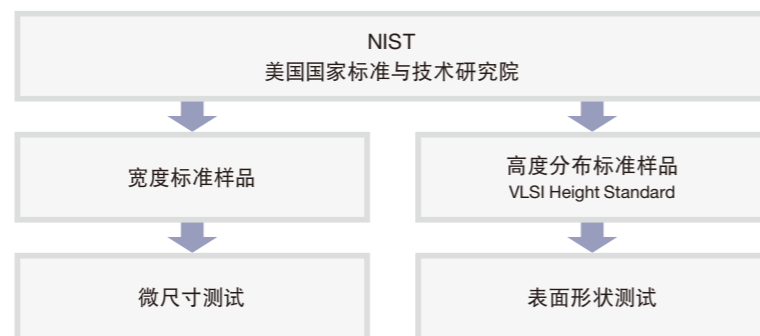 NIST
美国国家标准与技术研究院
宽度标准样品
高度分布标准样品
VLSI Height Standard
微尺寸测试
表面形状测试